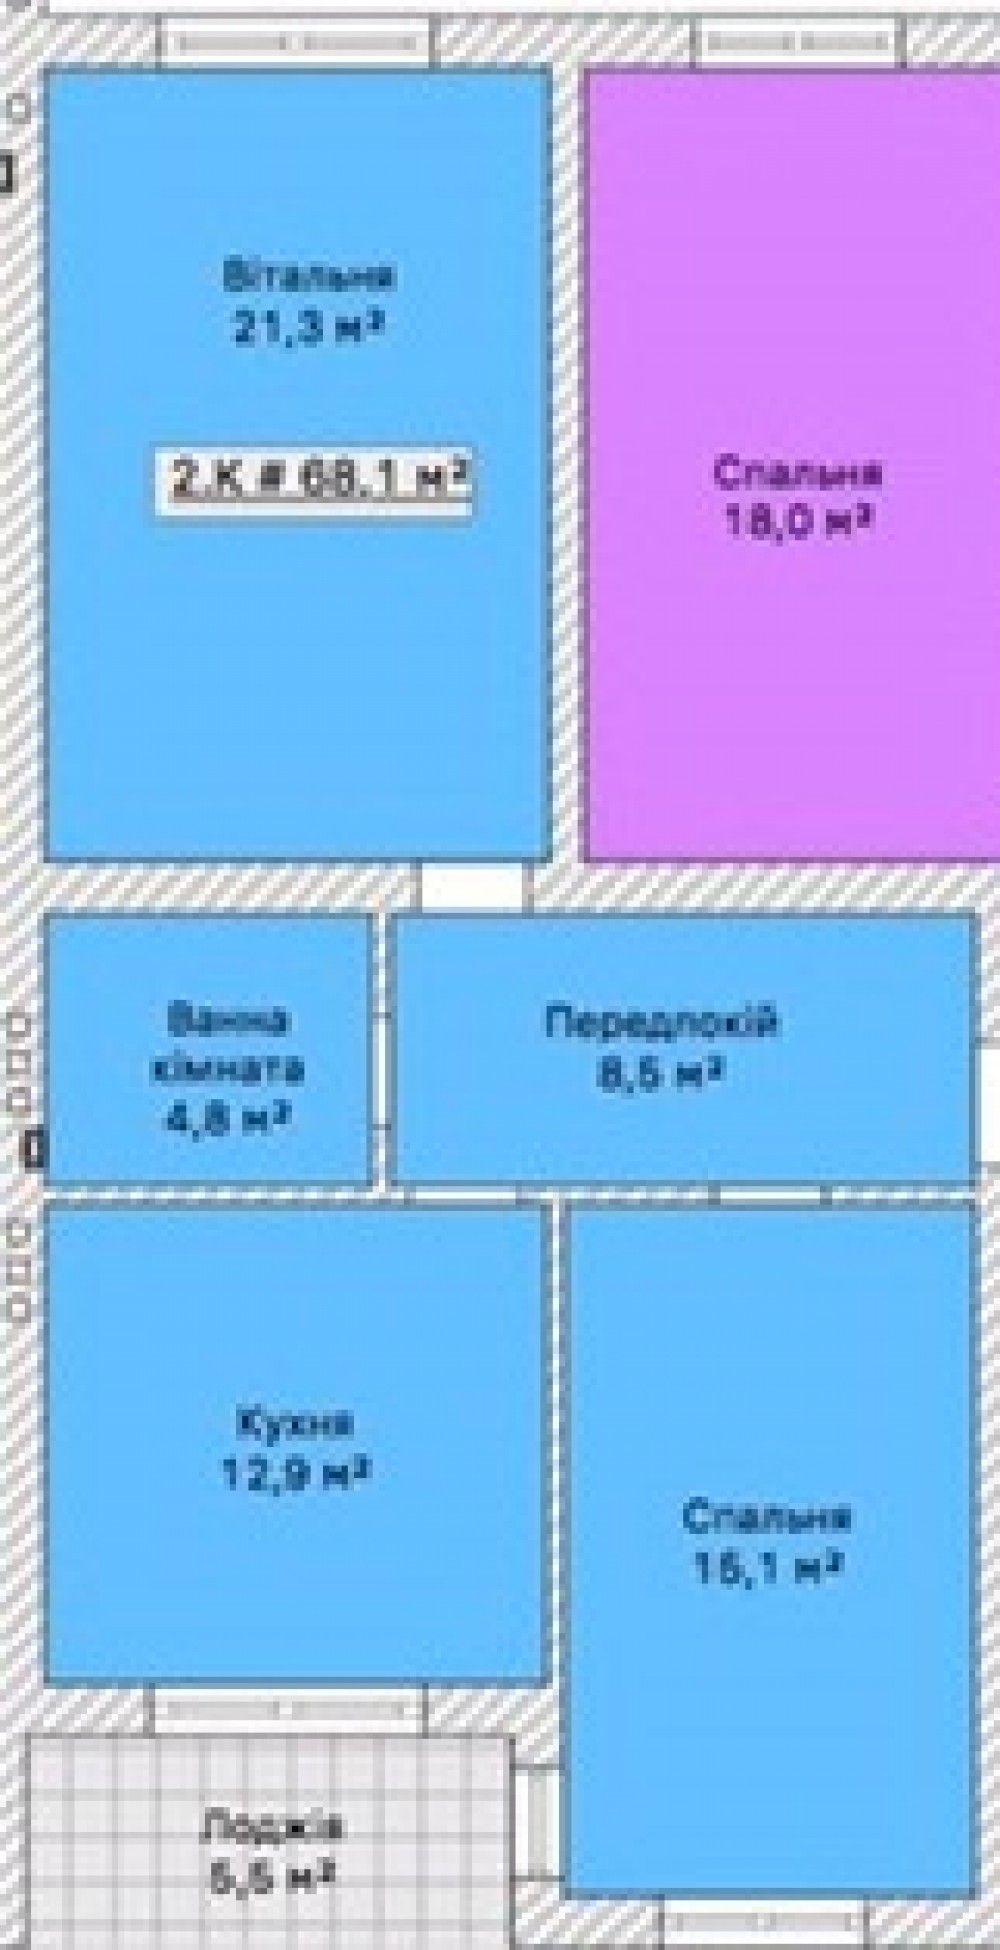 Вітальня
21,3 м²
2.К # 68.1 м²
Спальня
18,0 м²
Ванна
кімната
4,8 м²
Передпокій
8,5 м²
Кухня
12,9 м²
Спальня
15,1 м²
Лоджія
5,5 м²